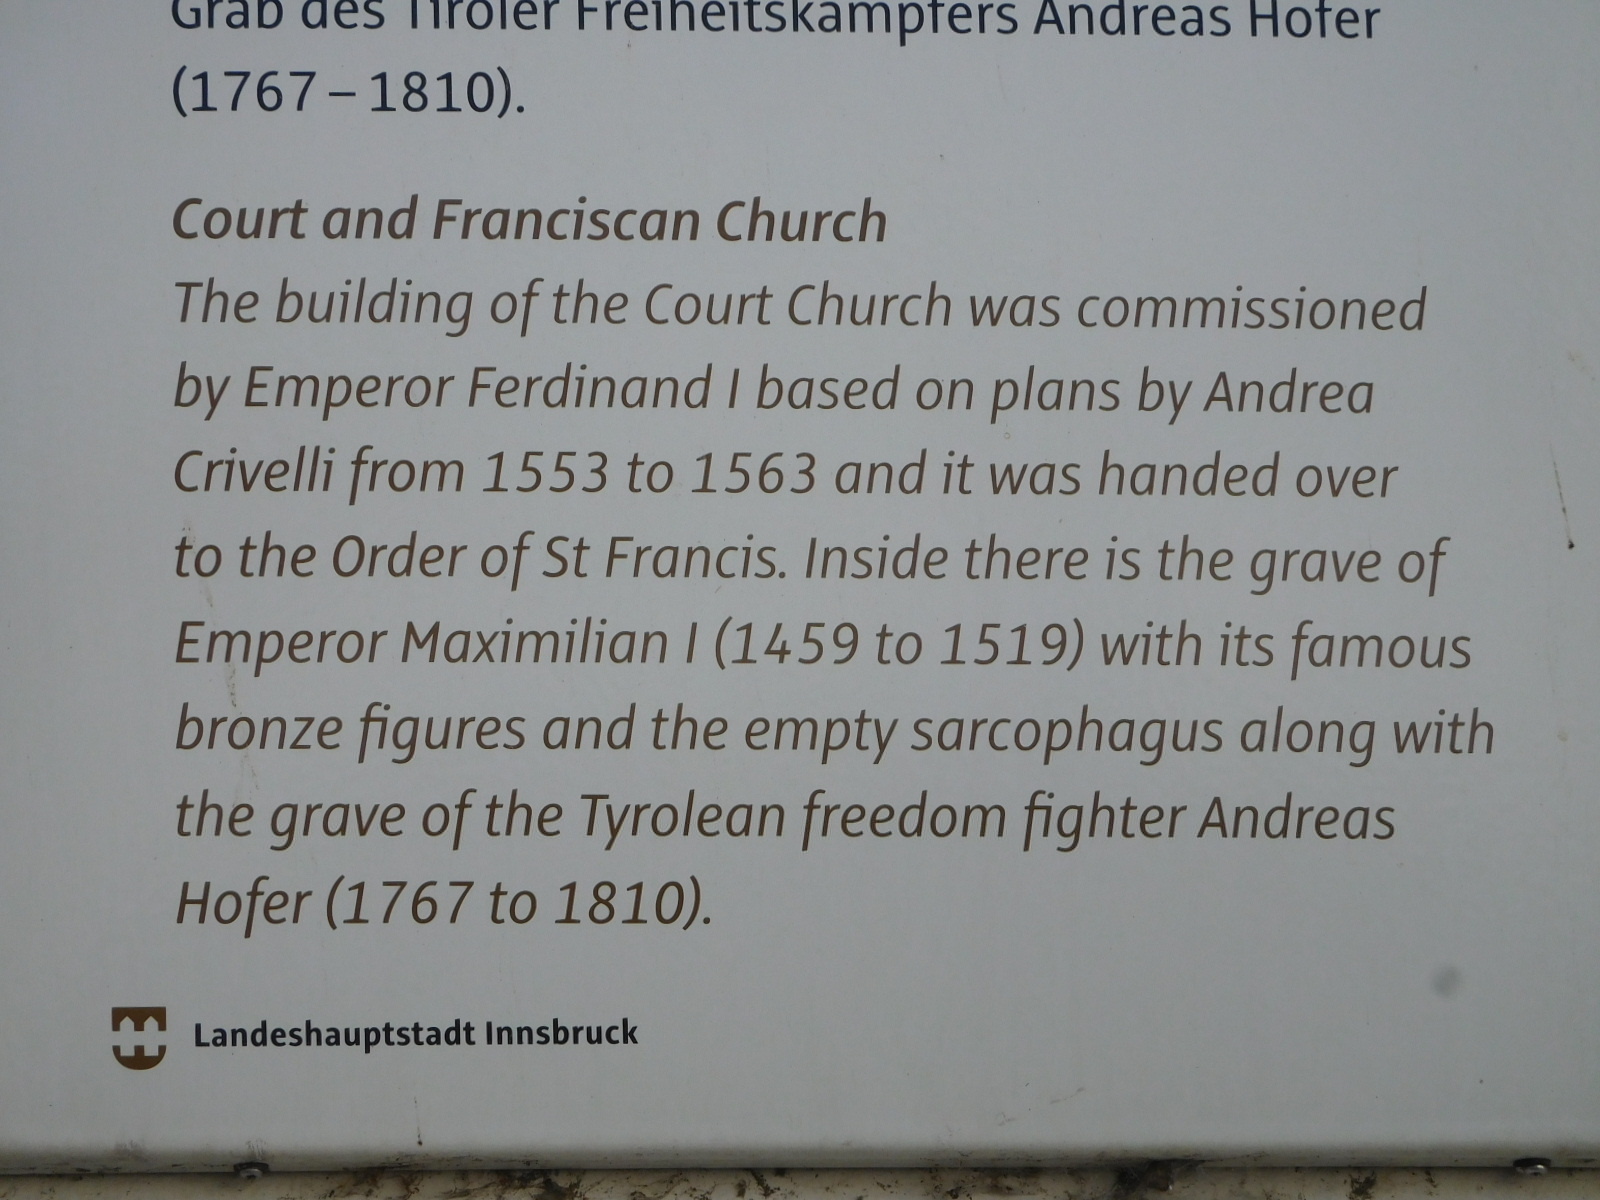 Grab des Tiroler Freiheitskämpfers Andreas Hofer
(1767 – 1810).
Court and Franciscan Church
The building of the Court Church was commissioned
by Emperor Ferdinand I based on plans by Andrea
Crivelli from 1553 to 1563 and it was handed over
to the Order of St Francis. Inside there is the grave of
Emperor Maximilian I (1459 to 1519) with its famous
bronze figures and the empty sarcophagus along with
the grave of the Tyrolean freedom fighter Andreas
Hofer (1767 to 1810).
Landeshauptstadt Innsbruck